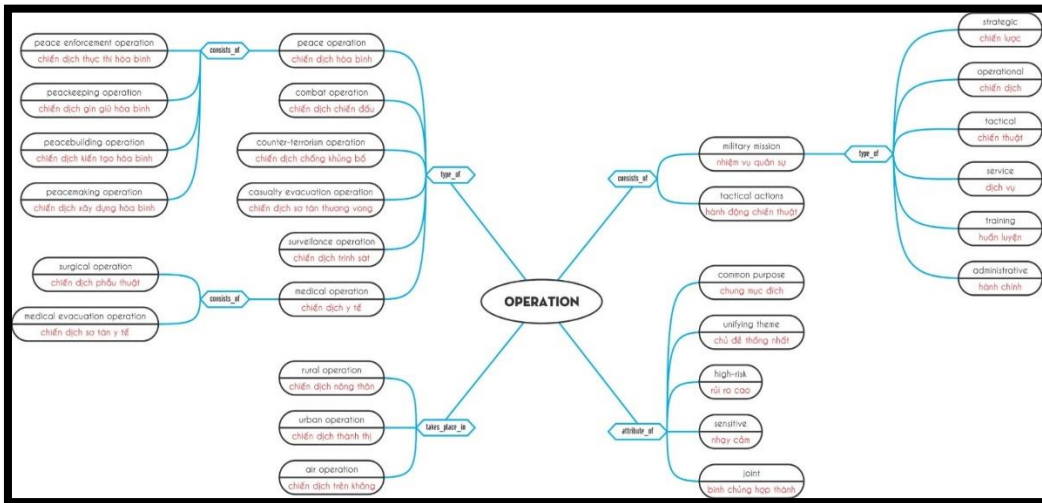 peace enforcement operation
chiến dịch thực thi hòa bình
peackeeping operation
chiến dịch gìn giữ hòa bình
peacebuilding operation
chiến dịch kiến tạo hòa bình
peacemaking operation
chiến dịch xây dựng hòa bình
consists_of
peace operation
chiến dịch hòa bình
combat operation
chiến dịch chiến đấu
counter-terrorism operation
chiến dịch chống khủng bố
casualty evacuation operation
chiến dịch sơ tán thương vong
surveilance operation
chiến dịch trinh sát
medical operation
chiến dịch y tế
type_of
surgical operation
chiến dịch phẫu thuật
medical evacuation operation
chiến dịch sơ tán y tế
consists_of
rural operation
chiến dịch nông thôn
urban operation
chiến dịch thành thị
air operation
chiến dịch trên không
takes_place_in
OPERATION
consists_of
military mission
nhiệm vụ quân sự
tactical actions
hành động chiến thuật
type_of
strategic
chiến lược
operational
chiến dịch
tactical
chiến thuật
service
dịch vụ
training
huấn luyện
administrative
hành chính
attribute_of
common purpose
chung mục đích
unifying theme
chủ đề thống nhất
high-risk
rủi ro cao
sensitive
nhạy cảm
joint
binh chủng hợp thành